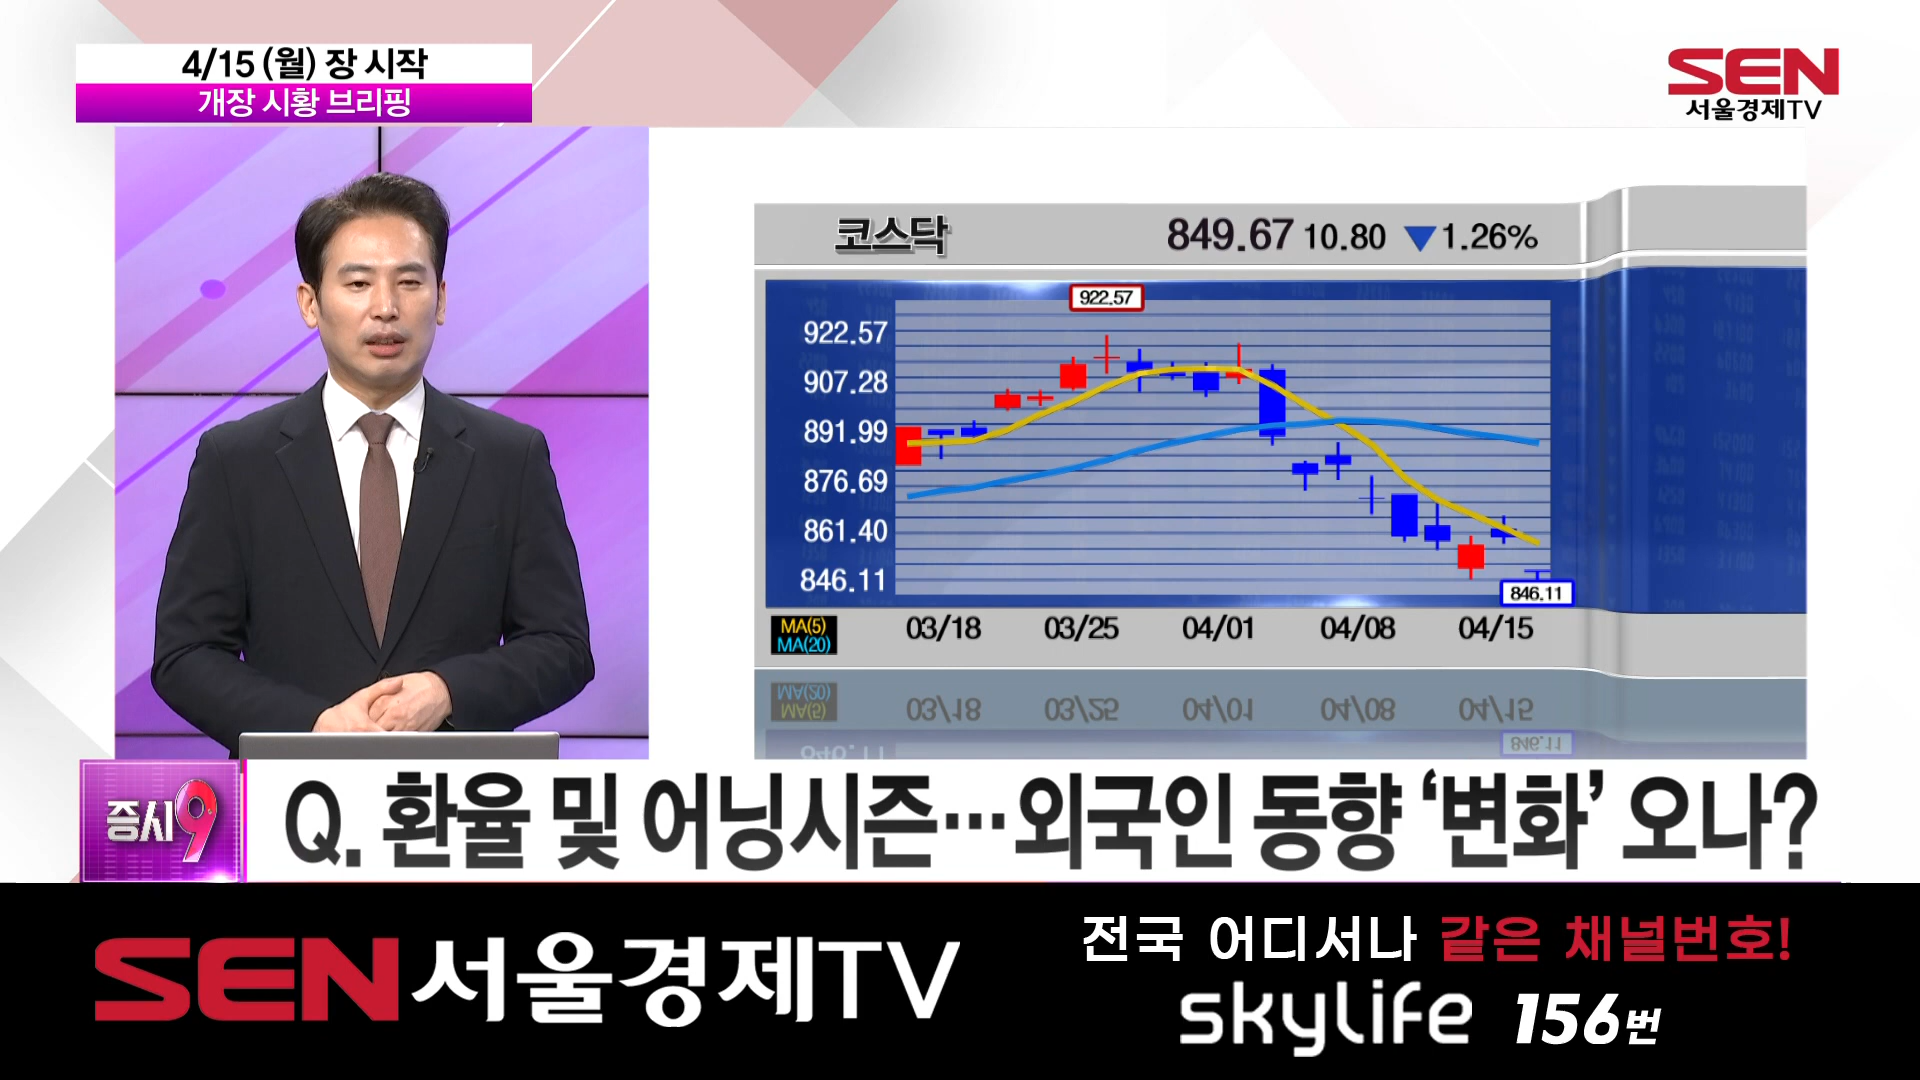 4/15 (월) 장 시작
개장 시황 브리핑
SEN
서울경제TV
코스닥 849.67 10.80 ▼1.26%
922.57
922.57
907.28
891.99
876.69
861.40
846.11
846.11
MA(5)
MA(20)
03/18 03/25 04/01 04/08 04/15
증시9
Q. 환율 및 어닝시즌…외국인 동향 ‘변화’ 오나?
SEN서울경제TV
전국 어디서나 같은 채널번호!
skylife 156번